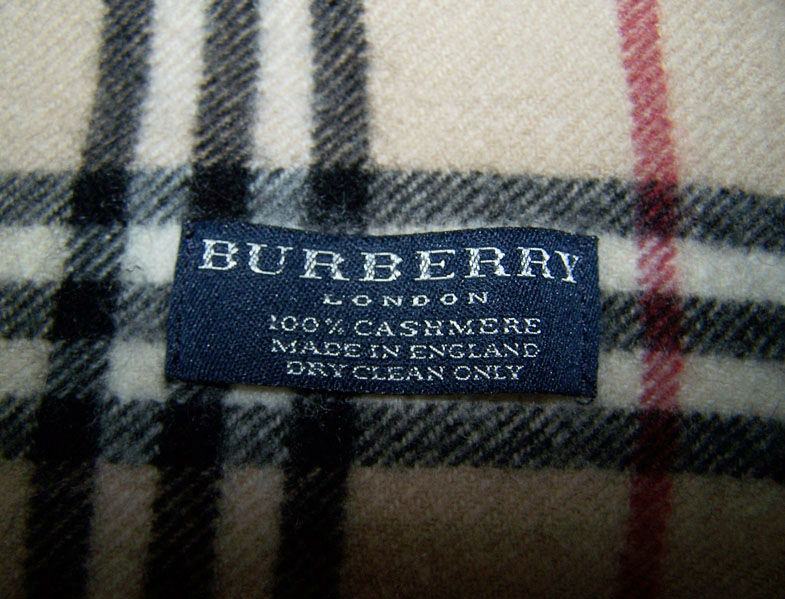 BURBERRY
LONDON
100% CASHMERE
MADE IN ENGLAND
DRY CLEAN ONLY